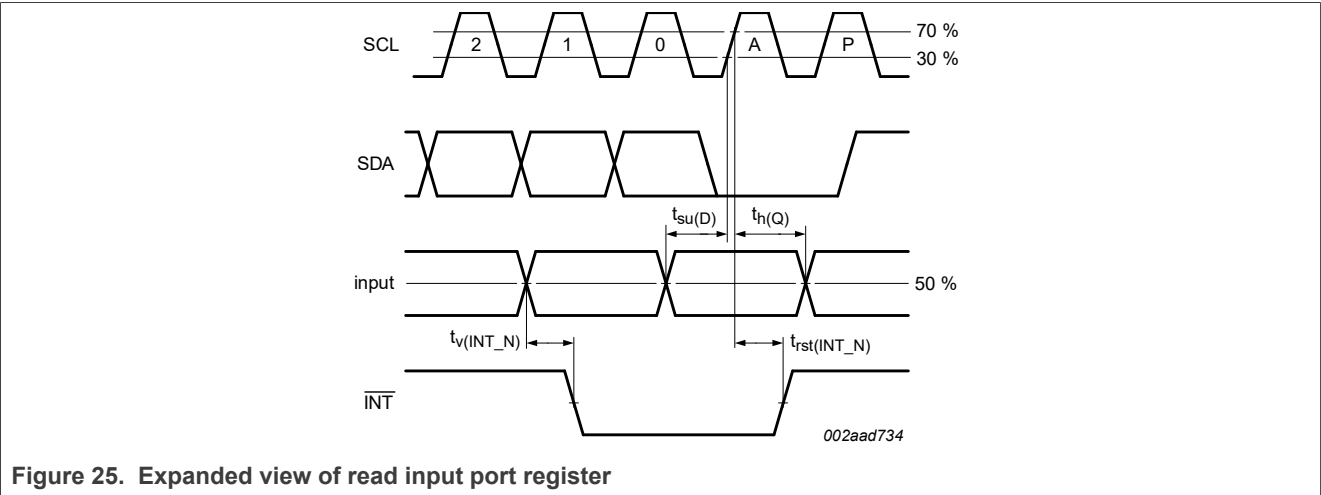 70 %
SCL 2 1 0 A P
30 %
SDA
tsu(D) th(Q)
input 50 %
tv(INT_N) trst(INT_N)
INT
002aad734
Figure 25. Expanded view of read input port register